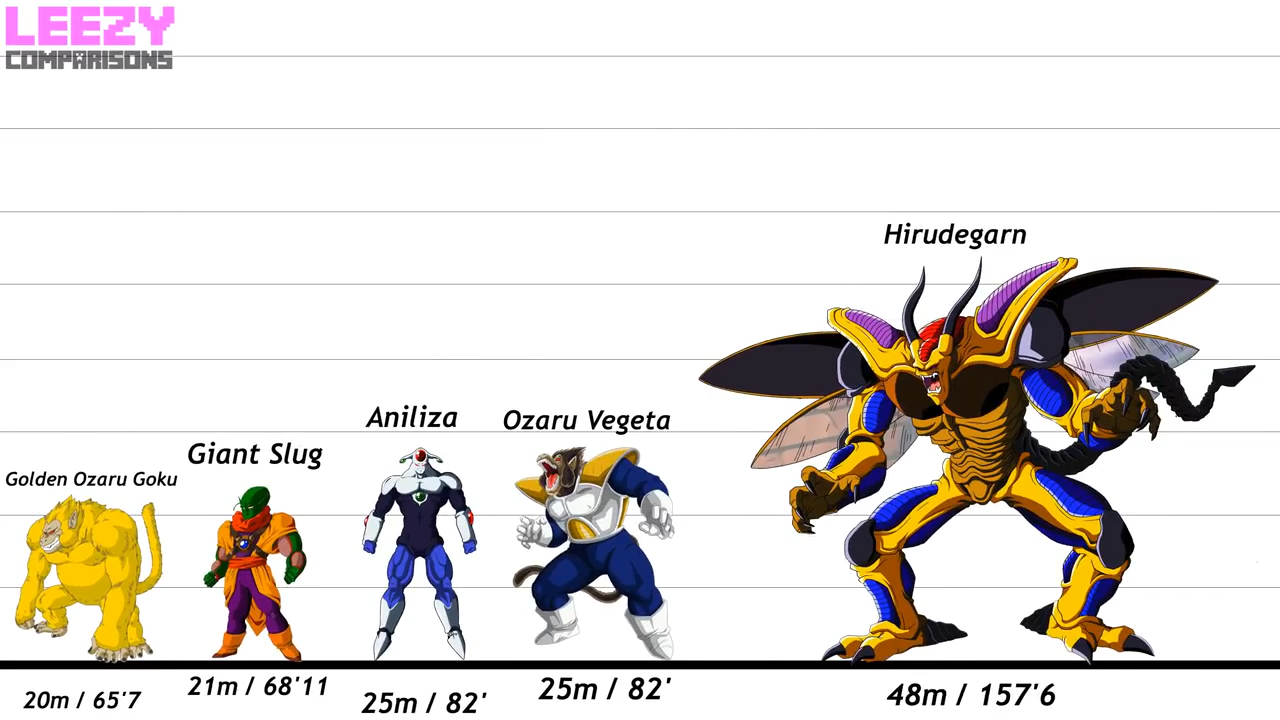 LEEZY
COMPARISONS
Hirudegarn
Aniliza
Ozaru Vegeta
Giant Slug
Golden Ozaru Goku
20m / 65'7
21m / 68'11
25m / 82'
25m / 82'
48m / 157'6